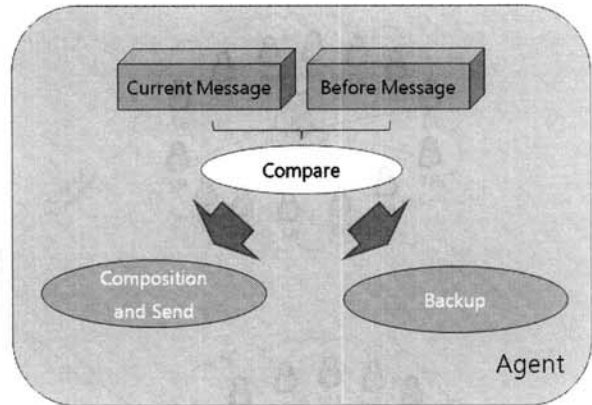 Current Message
Before Message
Compare
Composition
and Send
Backup
Agent